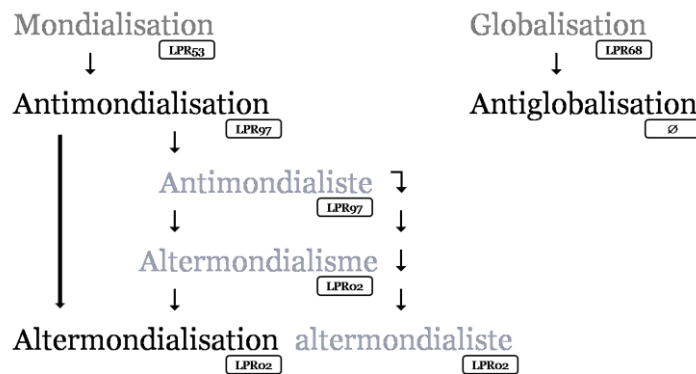 Mondialisation Globalisation
LPR53 LPR68
Antimondialisation Antiglobalisation
LPR97 Ø
Antimondialiste
LPR97
Altermondialisme
LPR02
Altermondialisation altermondialiste
LPR02 LPR02